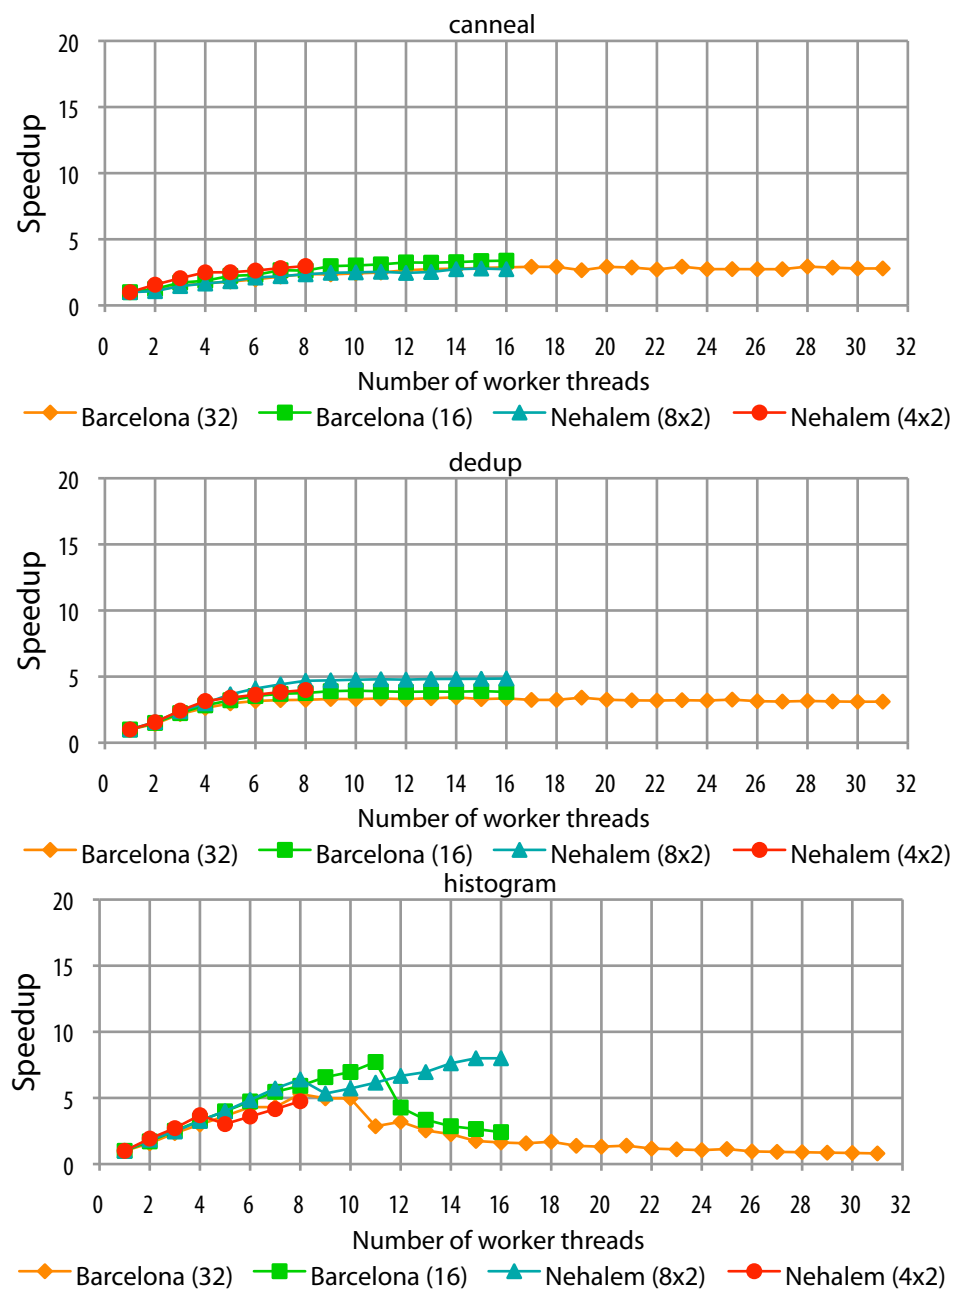 canneal
20
15
10
5
0
Speedup
0 2 4 6 8 10 12 14 16 18 20 22 24 26 28 30 32
Number of worker threads
Barcelona (32) Barcelona (16) Nehalem (8x2) Nehalem (4x2)
dedup
20
15
10
5
0
Speedup
0 2 4 6 8 10 12 14 16 18 20 22 24 26 28 30 32
Number of worker threads
Barcelona (32) Barcelona (16) Nehalem (8x2) Nehalem (4x2)
histogram
20
15
10
5
0
Speedup
0 2 4 6 8 10 12 14 16 18 20 22 24 26 28 30 32
Number of worker threads
Barcelona (32) Barcelona (16) Nehalem (8x2) Nehalem (4x2)